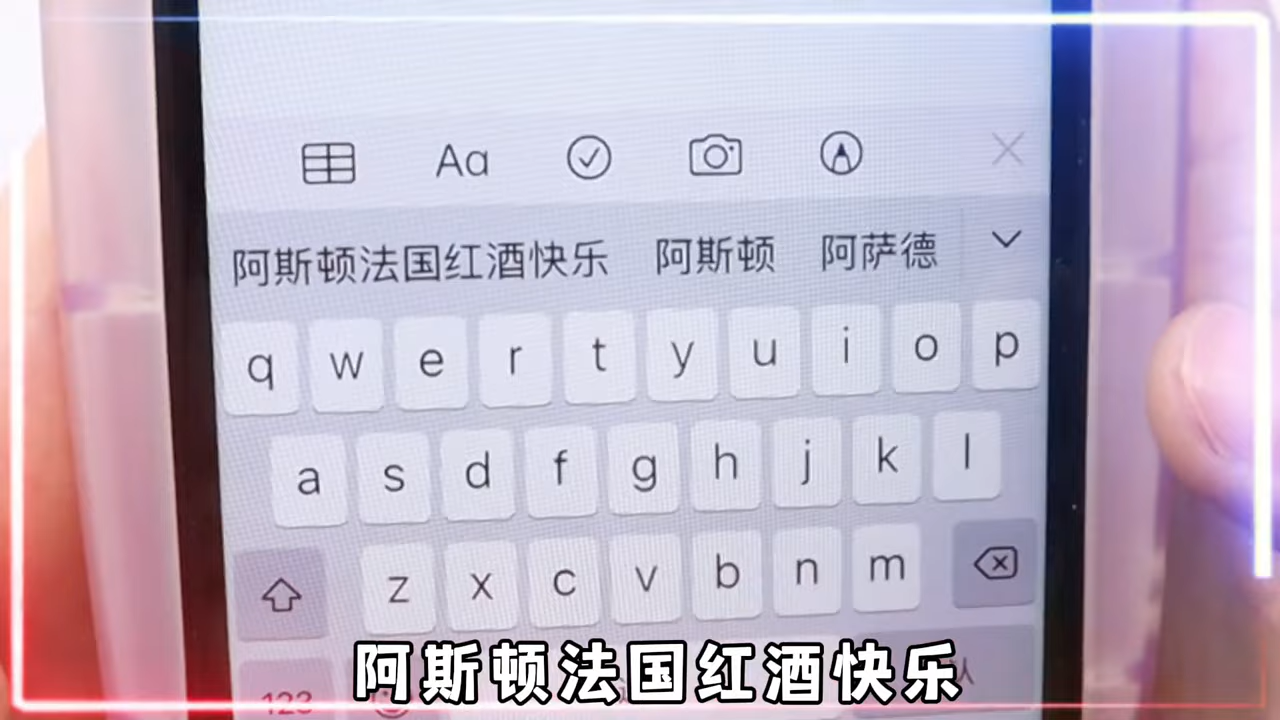 Aa
阿斯顿法国红酒快乐 阿斯顿 阿萨德
q w e r t y u i o p
a s d f g h j k l
z x c v b n m
123
阿斯顿法国红酒快乐